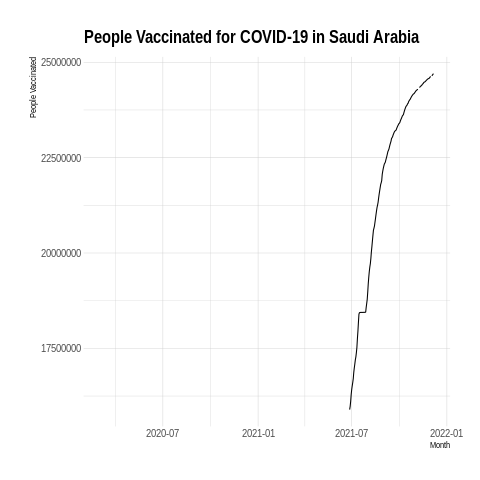 People Vaccinated for COVID-19 in Saudi Arabia
People Vaccinated
25000000
22500000
20000000
17500000
2020-07 2021-01 2021-07 2022-01
Month